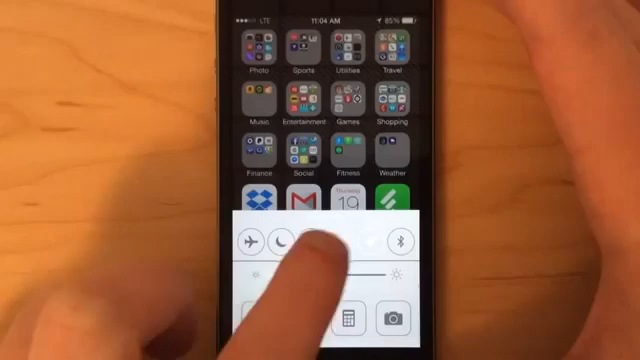 LTE 11:04 AM 85%
Photo Sports Utilities Travel
Music Entertainment Games Shopping
Finance Social Fitness Weather
Thursday
19